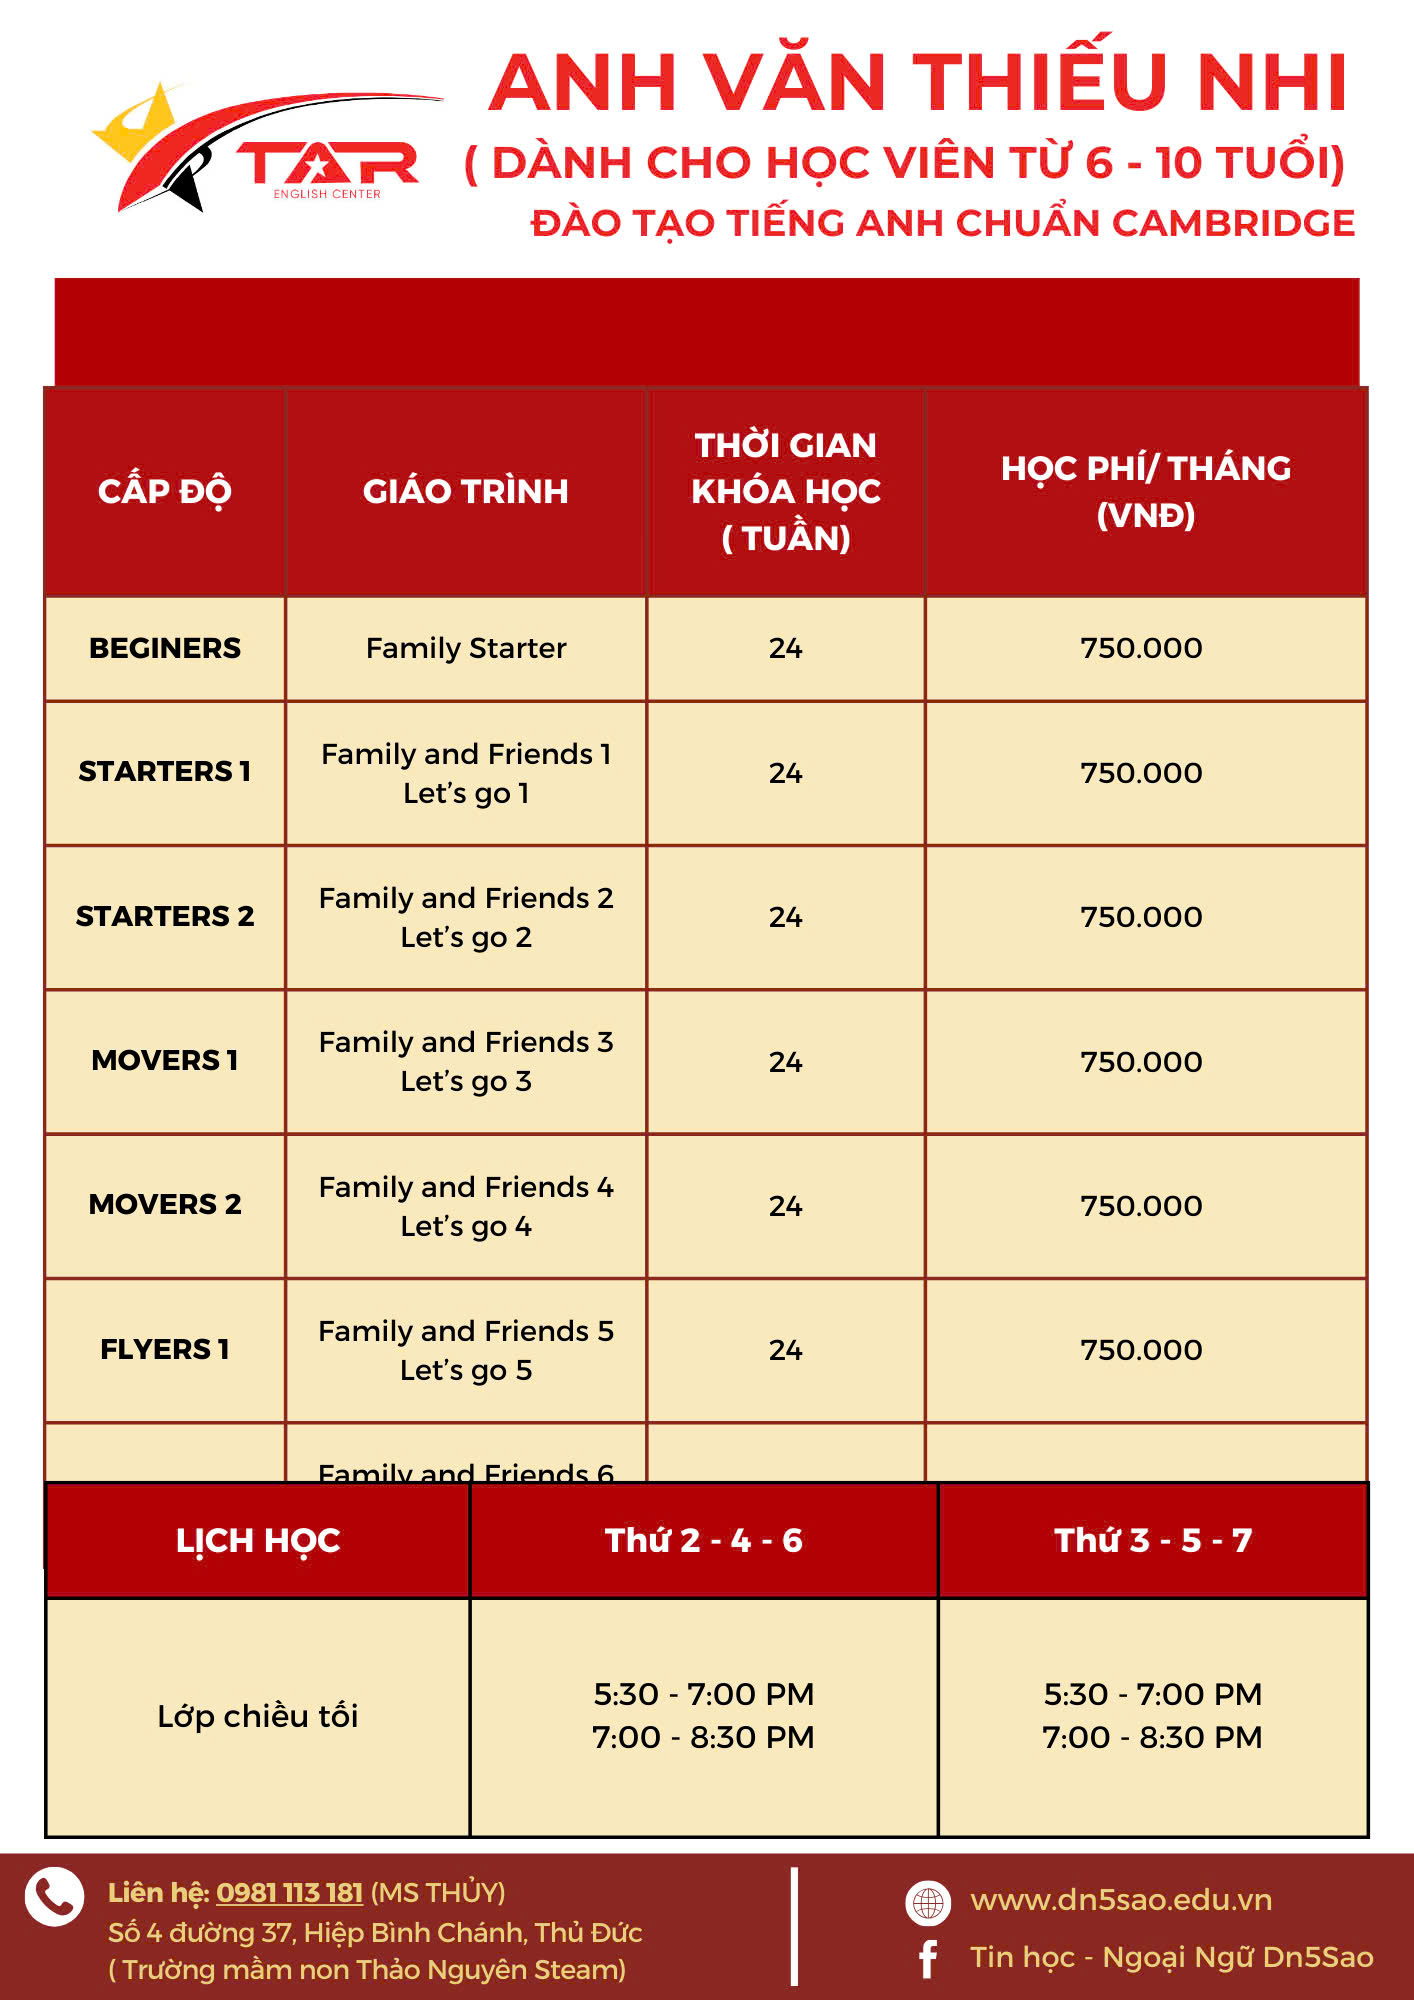 TAR
ENGLISH CENTER
ANH VĂN THIẾU NHI
( DÀNH CHO HỌC VIÊN TỪ 6 - 10 TUỔI)
ĐÀO TẠO TIẾNG ANH CHUẨN CAMBRIDGE
CẤP ĐỘ
GIÁO TRÌNH
THỜI GIAN
KHÓA HỌC
( TUẦN)
HỌC PHÍ/ THÁNG
(VNĐ)
BEGINERS
Family Starter
24
750.000
STARTERS 1
Family and Friends 1
Let’s go 1
24
750.000
STARTERS 2
Family and Friends 2
Let’s go 2
24
750.000
MOVERS 1
Family and Friends 3
Let’s go 3
24
750.000
MOVERS 2
Family and Friends 4
Let’s go 4
24
750.000
FLYERS 1
Family and Friends 5
Let’s go 5
24
750.000
Family and Friends 6
LỊCH HỌC
Thứ 2 - 4 - 6
Thứ 3 - 5 - 7
Lớp chiều tối
5:30 - 7:00 PM
7:00 - 8:30 PM
5:30 - 7:00 PM
7:00 - 8:30 PM
Liên hệ: 0981 113 181 (MS THỦY)
Số 4 đường 37, Hiệp Bình Chánh, Thủ Đức
( Trường mầm non Thảo Nguyên Steam)
www.dn5sao.edu.vn
Tin học - Ngoại Ngữ Dn5Sao